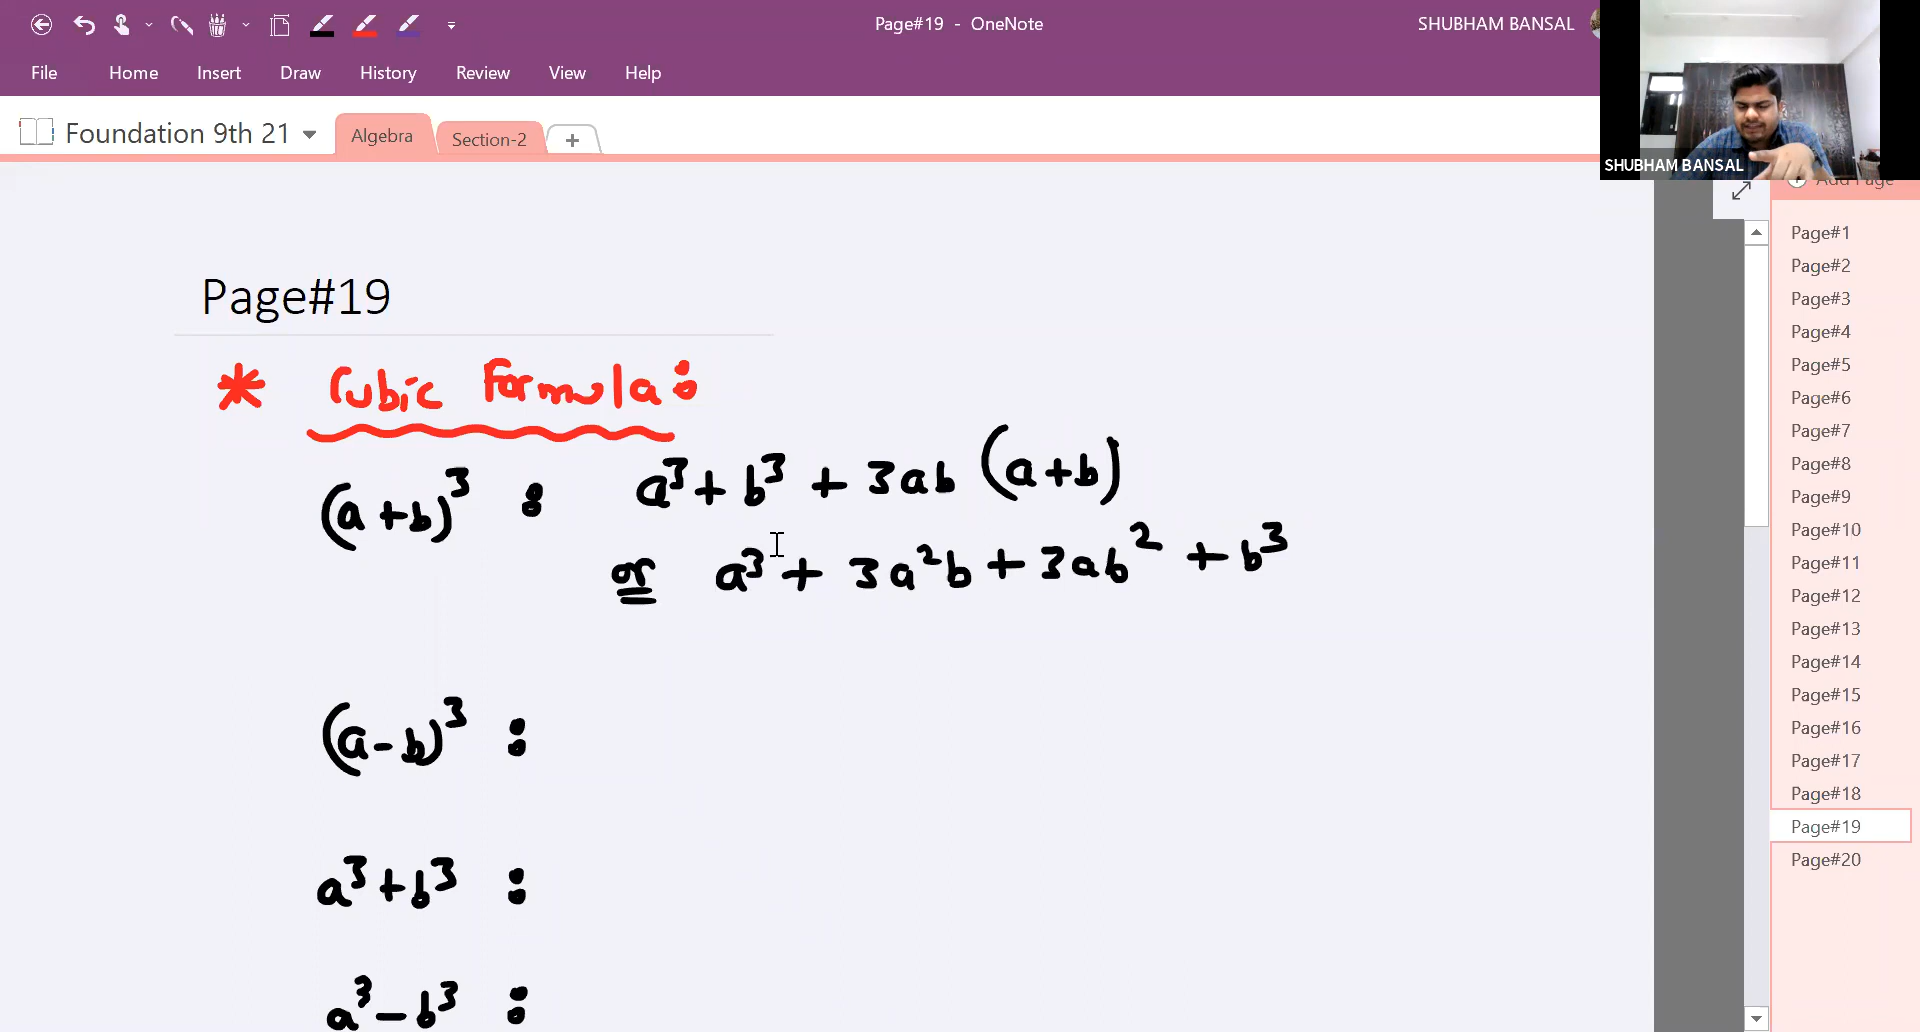 Page#19 - OneNote
SHUBHAM BANSAL
File Home Insert Draw History Review View Help
SHUBHAM BANSAL
Foundation 9th 21
Algebra
Section-2
Add Page
Page#1
Page#2
Page#3
Page#4
Page#5
Page#6
Page#7
Page#8
Page#9
Page#10
Page#11
Page#12
Page#13
Page#14
Page#15
Page#16
Page#17
Page#18
Page#19
Page#20
Page#19
* Cubic Formula:
(a+b)³ : a³+b³+3ab(a+b)
or a³+3a²b+3ab²+b³
(a-b)³ :
a³+b³ :
a³-b³ :